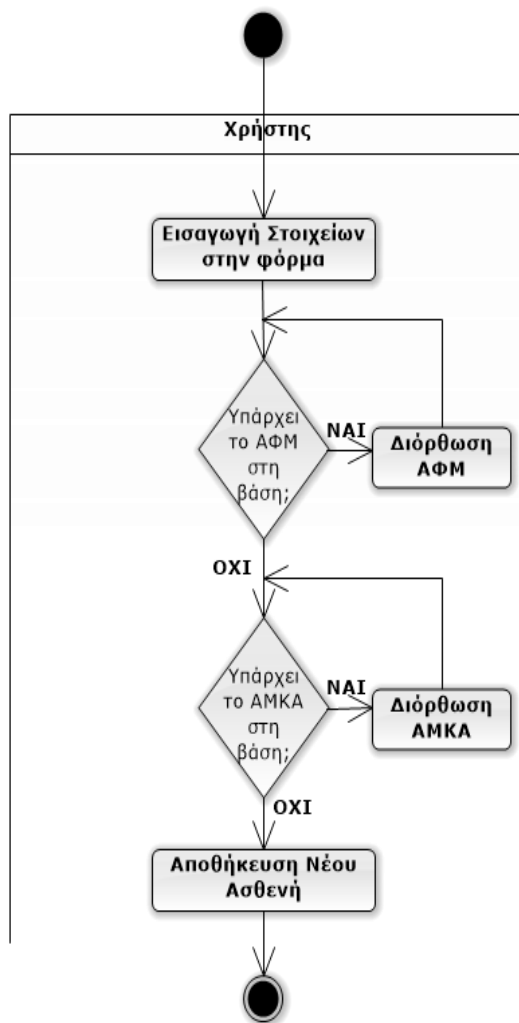 Χρήστης
Εισαγωγή Στοιχείων
στην φόρμα
Υπάρχει
το ΑΦΜ
στη
βάση;
ΝΑΙ
Διόρθωση
ΑΦΜ
ΟΧΙ
Υπάρχει
το ΑΜΚΑ
στη
βάση;
ΝΑΙ
Διόρθωση
ΑΜΚΑ
ΟΧΙ
Αποθήκευση Νέου
Ασθενή